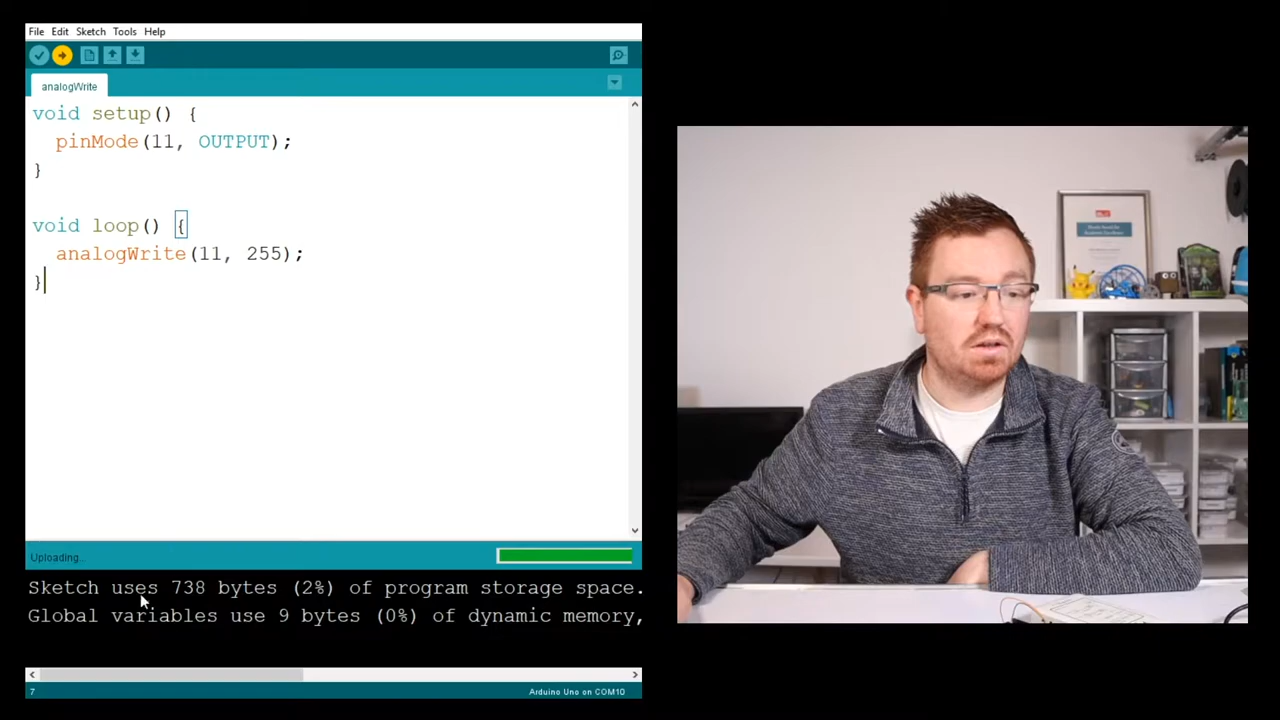 File Edit Sketch Tools Help
analogWrite
void setup() {
pinMode(11, OUTPUT);
}
void loop() {
analogWrite(11, 255);
}
Uploading...
Sketch uses 738 bytes (2%) of program storage space.
Global variables use 9 bytes (0%) of dynamic memory,
7
Arduino Uno on COM10